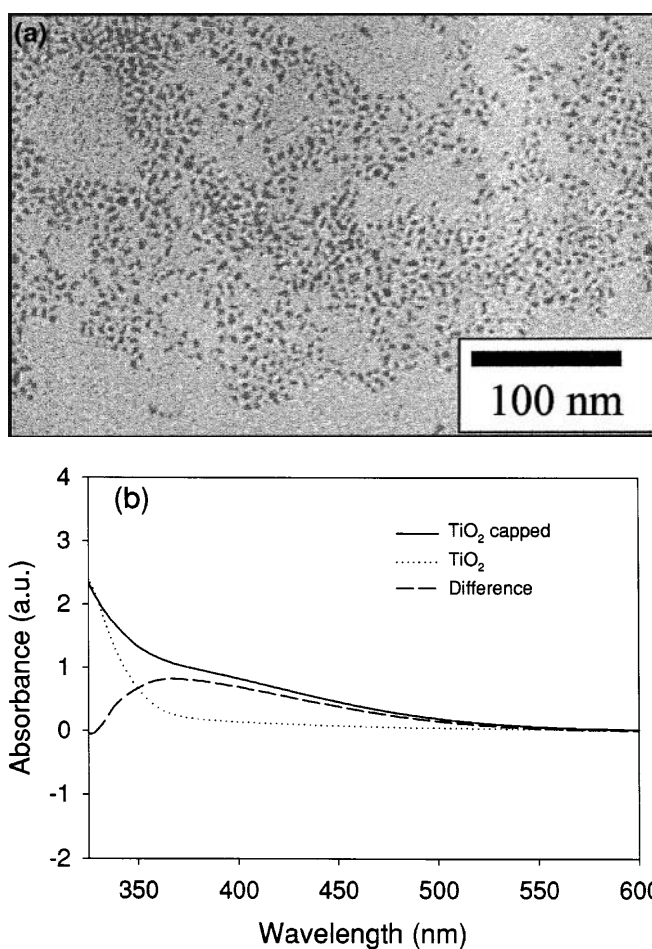 (a)
100 nm
(b)
TiO₂ capped
TiO₂
Difference
Absorbance (a.u.)
4
3
2
1
0
-1
-2
350 400 450 500 550 600
Wavelength (nm)